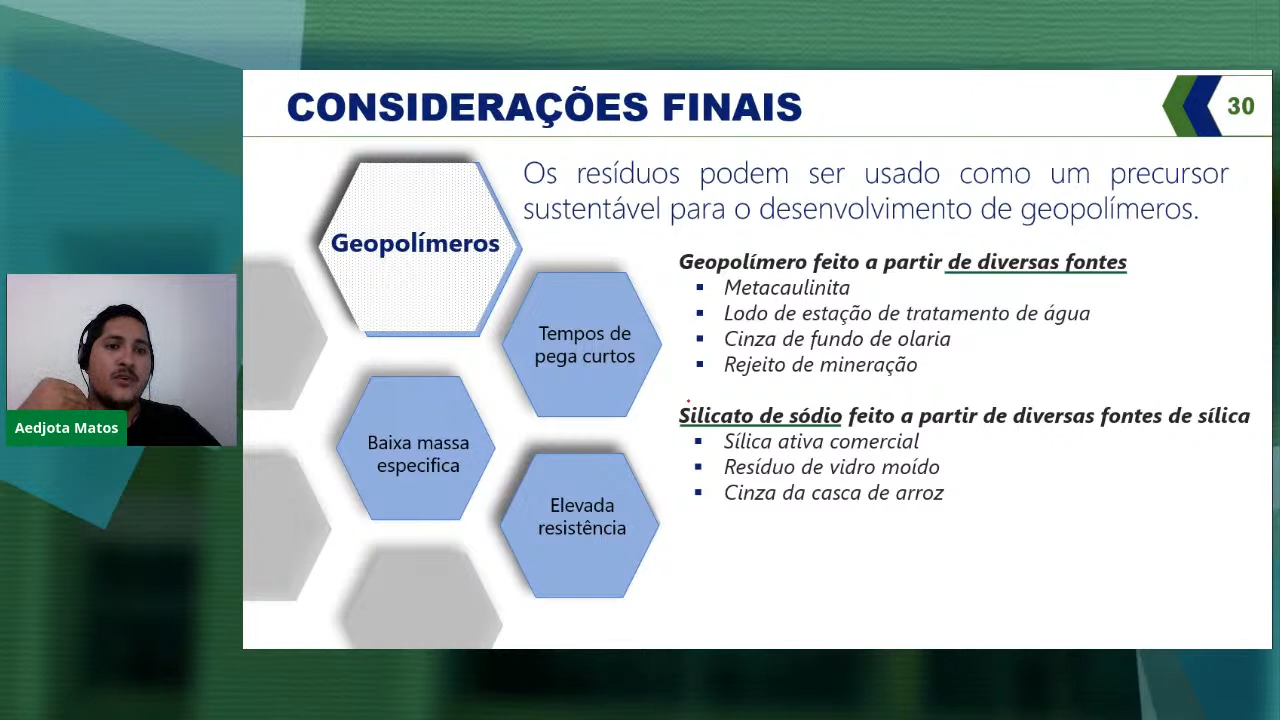 CONSIDERAÇÕES FINAIS
30
Os resíduos podem ser usado como um precursor
sustentável para o desenvolvimento de geopolímeros.
Geopolímeros
Tempos de
pega curtos
Baixa massa
especifica
Elevada
resistência
Geopolímero feito a partir de diversas fontes
▪ Metacaulinita
▪ Lodo de estação de tratamento de água
▪ Cinza de fundo de olaria
▪ Rejeito de mineração
Silicato de sódio feito a partir de diversas fontes de sílica
▪ Sílica ativa comercial
▪ Resíduo de vidro moído
▪ Cinza da casca de arroz
Aedjota Matos